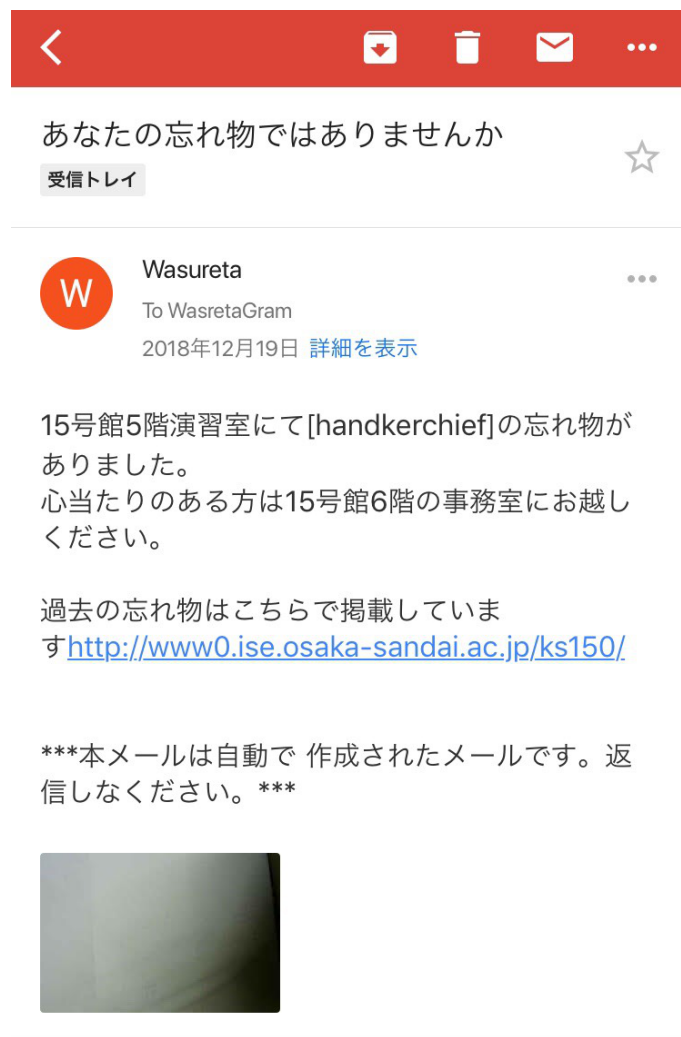 あなたの忘れ物ではありませんか
受信トレイ
W
Wasureta
To WasretaGram
2018年12月19日 詳細を表示
15号館5階演習室にて[handkerchief]の忘れ物が
ありました。
心当たりのある方は15号館6階の事務室にお越し
ください。
過去の忘れ物はこちらで掲載していま
すhttp://www0.ise.osaka-sandai.ac.jp/ks150/
***本メールは自動で 作成されたメールです。返
信しなください。***